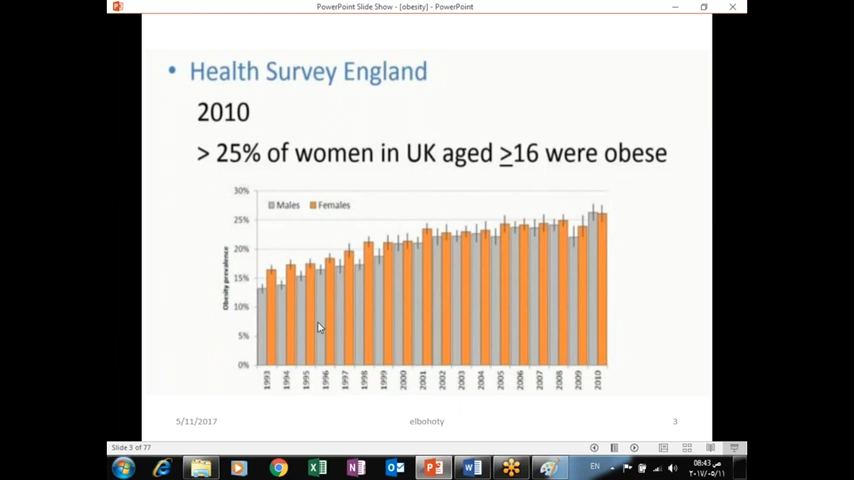 PowerPoint Slide Show - [obesity] - PowerPoint
• Health Survey England
2010
> 25% of women in UK aged ≥16 were obese
Males Females
Obesity prevalence
30%
25%
20%
15%
10%
5%
0%
1993 1994 1995 1996 1997 1998 1999 2000 2001 2002 2003 2004 2005 2006 2007 2008 2009 2010
5/11/2017 elbohoty 3
Slide 3 of 77
EN
08:43 ص
٢٠١٧/٠٥/١١